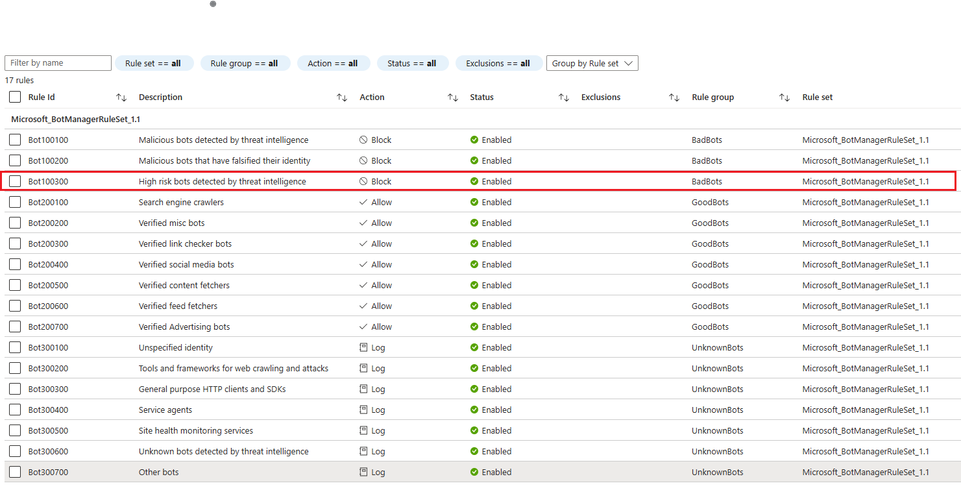 Filter by name Rule set == all Rule group == all Action == all Status == all Exclusions == all Group by Rule set
17 rules
Rule Id Description Action Status Exclusions Rule group Rule set
Microsoft_BotManagerRuleSet_1.1
Bot100100 Malicious bots detected by threat intelligence Block Enabled BadBots Microsoft_BotManagerRuleSet_1.1
Bot100200 Malicious bots that have falsified their identity Block Enabled BadBots Microsoft_BotManagerRuleSet_1.1
Bot100300 High risk bots detected by threat intelligence Block Enabled BadBots Microsoft_BotManagerRuleSet_1.1
Bot200100 Search engine crawlers Allow Enabled GoodBots Microsoft_BotManagerRuleSet_1.1
Bot200200 Verified misc bots Allow Enabled GoodBots Microsoft_BotManagerRuleSet_1.1
Bot200300 Verified link checker bots Allow Enabled GoodBots Microsoft_BotManagerRuleSet_1.1
Bot200400 Verified social media bots Allow Enabled GoodBots Microsoft_BotManagerRuleSet_1.1
Bot200500 Verified content fetchers Allow Enabled GoodBots Microsoft_BotManagerRuleSet_1.1
Bot200600 Verified feed fetchers Allow Enabled GoodBots Microsoft_BotManagerRuleSet_1.1
Bot200700 Verified Advertising bots Allow Enabled GoodBots Microsoft_BotManagerRuleSet_1.1
Bot300100 Unspecified identity Log Enabled UnknownBots Microsoft_BotManagerRuleSet_1.1
Bot300200 Tools and frameworks for web crawling and attacks Log Enabled UnknownBots Microsoft_BotManagerRuleSet_1.1
Bot300300 General purpose HTTP clients and SDKs Log Enabled UnknownBots Microsoft_BotManagerRuleSet_1.1
Bot300400 Service agents Log Enabled UnknownBots Microsoft_BotManagerRuleSet_1.1
Bot300500 Site health monitoring services Log Enabled UnknownBots Microsoft_BotManagerRuleSet_1.1
Bot300600 Unknown bots detected by threat intelligence Log Enabled UnknownBots Microsoft_BotManagerRuleSet_1.1
Bot300700 Other bots Log Enabled UnknownBots Microsoft_BotManagerRuleSet_1.1